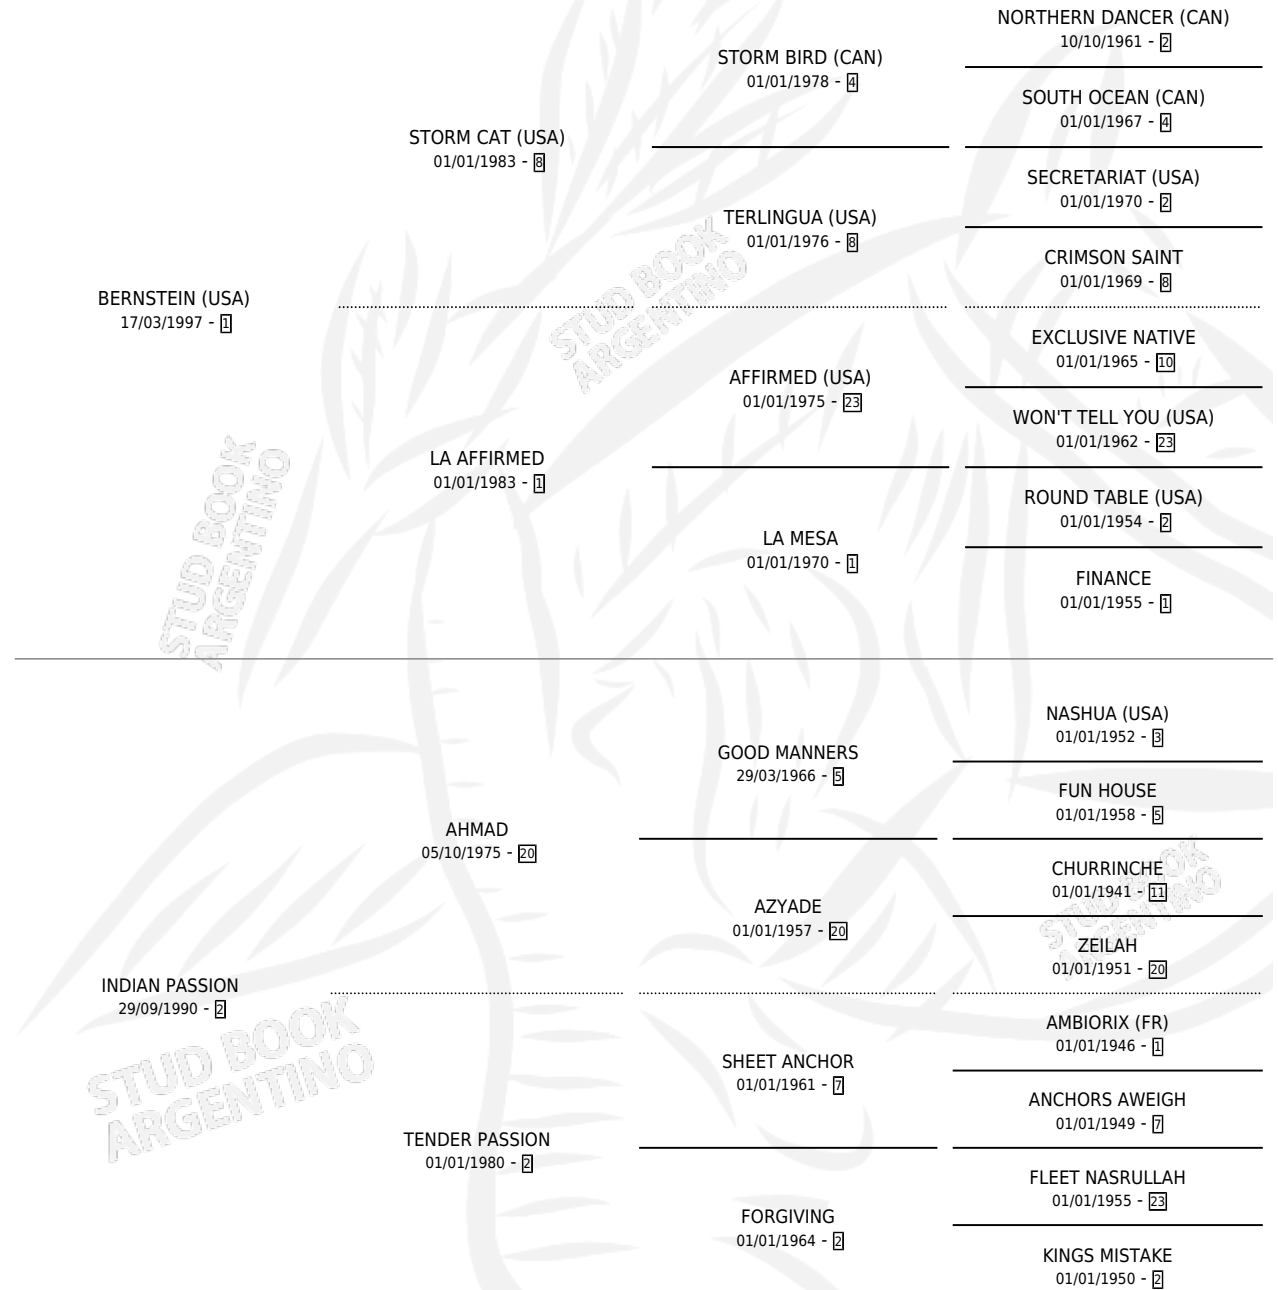 NORTHERN DANCER (CAN)
10/10/1961 - 2
STORM BIRD (CAN)
01/01/1978 - 4
SOUTH OCEAN (CAN)
01/01/1967 - 4
STORM CAT (USA)
01/01/1983 - 8
SECRETARIAT (USA)
01/01/1970 - 2
TERLINGUA (USA)
01/01/1976 - 8
CRIMSON SAINT
01/01/1969 - 8
BERNSTEIN (USA)
17/03/1997 - 1
EXCLUSIVE NATIVE
01/01/1965 - 10
AFFIRMED (USA)
01/01/1975 - 23
WON'T TELL YOU (USA)
01/01/1962 - 23
LA AFFIRMED
01/01/1983 - 1
ROUND TABLE (USA)
01/01/1954 - 2
LA MESA
01/01/1970 - 1
FINANCE
01/01/1955 - 1
NASHUA (USA)
01/01/1952 - 3
GOOD MANNERS
29/03/1966 - 5
FUN HOUSE
01/01/1958 - 5
AHMAD
05/10/1975 - 20
CHURRINCHE
01/01/1941 - 11
AZYADE
01/01/1957 - 20
ZEILAH
01/01/1951 - 20
INDIAN PASSION
29/09/1990 - 2
AMBIORIX (FR)
01/01/1946 - 1
SHEET ANCHOR
01/01/1961 - 7
ANCHORS AWEIGH
01/01/1949 - 7
TENDER PASSION
01/01/1980 - 2
FLEET NASRULLAH
01/01/1955 - 23
FORGIVING
01/01/1964 - 2
KINGS MISTAKE
01/01/1950 - 2
STUD BOOK
ARGENTINO
STUD BOOK
ARGENTINO
STUD BOOK
ARGENTINO
STUD BOOK
ARGENTINO